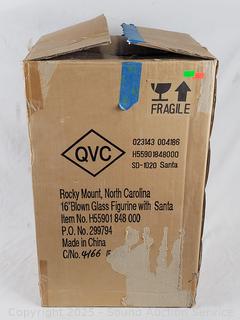 FRAGILE
QVC
023143 004186
H55901848000
SD-1020 Santa
Rocky Mount, North Carolina
16"Blown Glass Figurine with Santa
Item No. H55901 848 000
P.O. No. 299794
Made in China
C/No. 4166
Copyright 2025 - Sound Auction Service